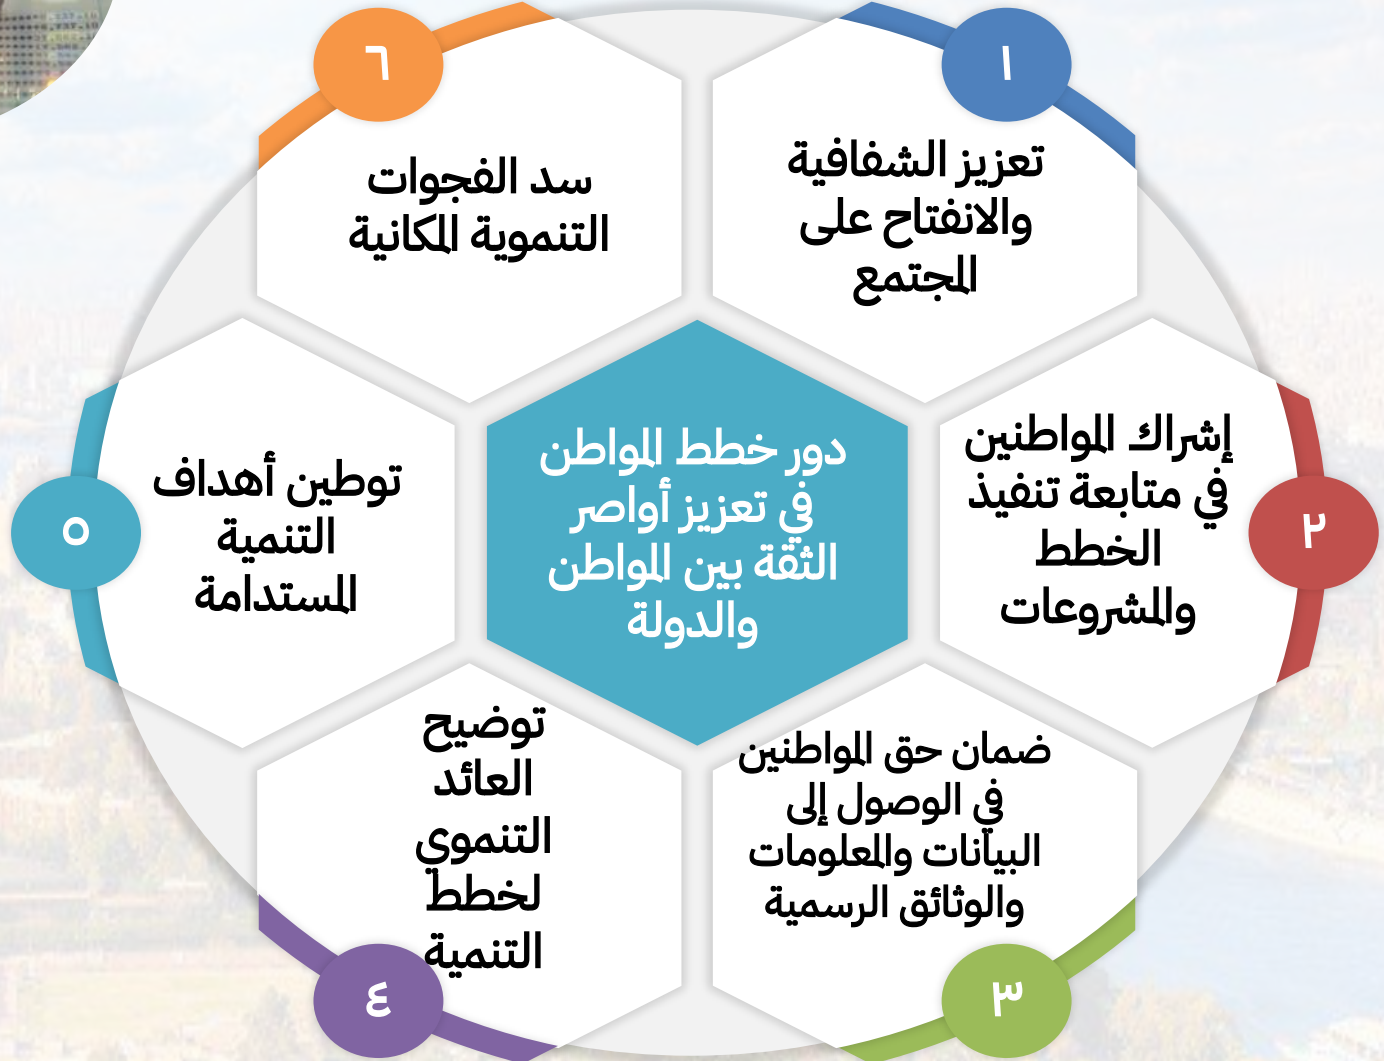 دور خطط المواطن
في تعزيز أواصر
الثقة بين المواطن
والدولة
١
تعزيز الشفافية
والانفتاح على
المجتمع
٢
إشراك المواطنين
في متابعة تنفيذ
الخطط
والمشروعات
٣
ضمان حق المواطنين
في الوصول إلى
البيانات والمعلومات
والوثائق الرسمية
٤
توضيح
العائد
التنموي
لخطط
التنمية
٥
توطين أهداف
التنمية
المستدامة
٦
سد الفجوات
التنموية المكانية